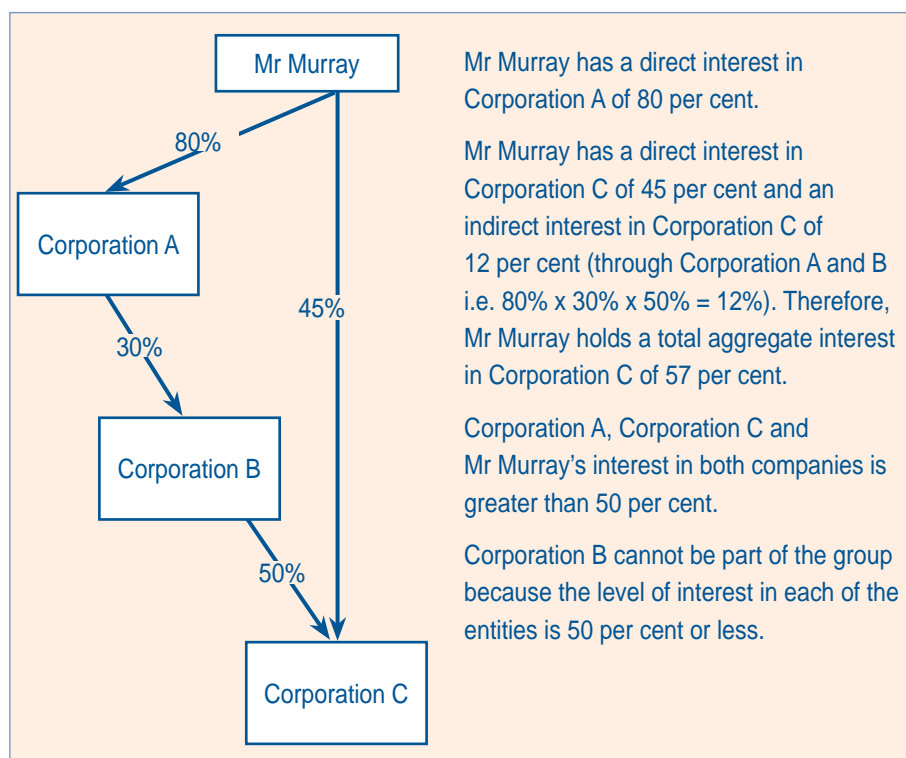 Mr Murray
80%
Corporation A
45%
30%
Corporation B
50%
Corporation C
Mr Murray has a direct interest in
Corporation A of 80 per cent.
Mr Murray has a direct interest in
Corporation C of 45 per cent and an
indirect interest in Corporation C of
12 per cent (through Corporation A and B
i.e. 80% x 30% x 50% = 12%). Therefore,
Mr Murray holds a total aggregate interest
in Corporation C of 57 per cent.
Corporation A, Corporation C and
Mr Murray’s interest in both companies is
greater than 50 per cent.
Corporation B cannot be part of the group
because the level of interest in each of the
entities is 50 per cent or less.